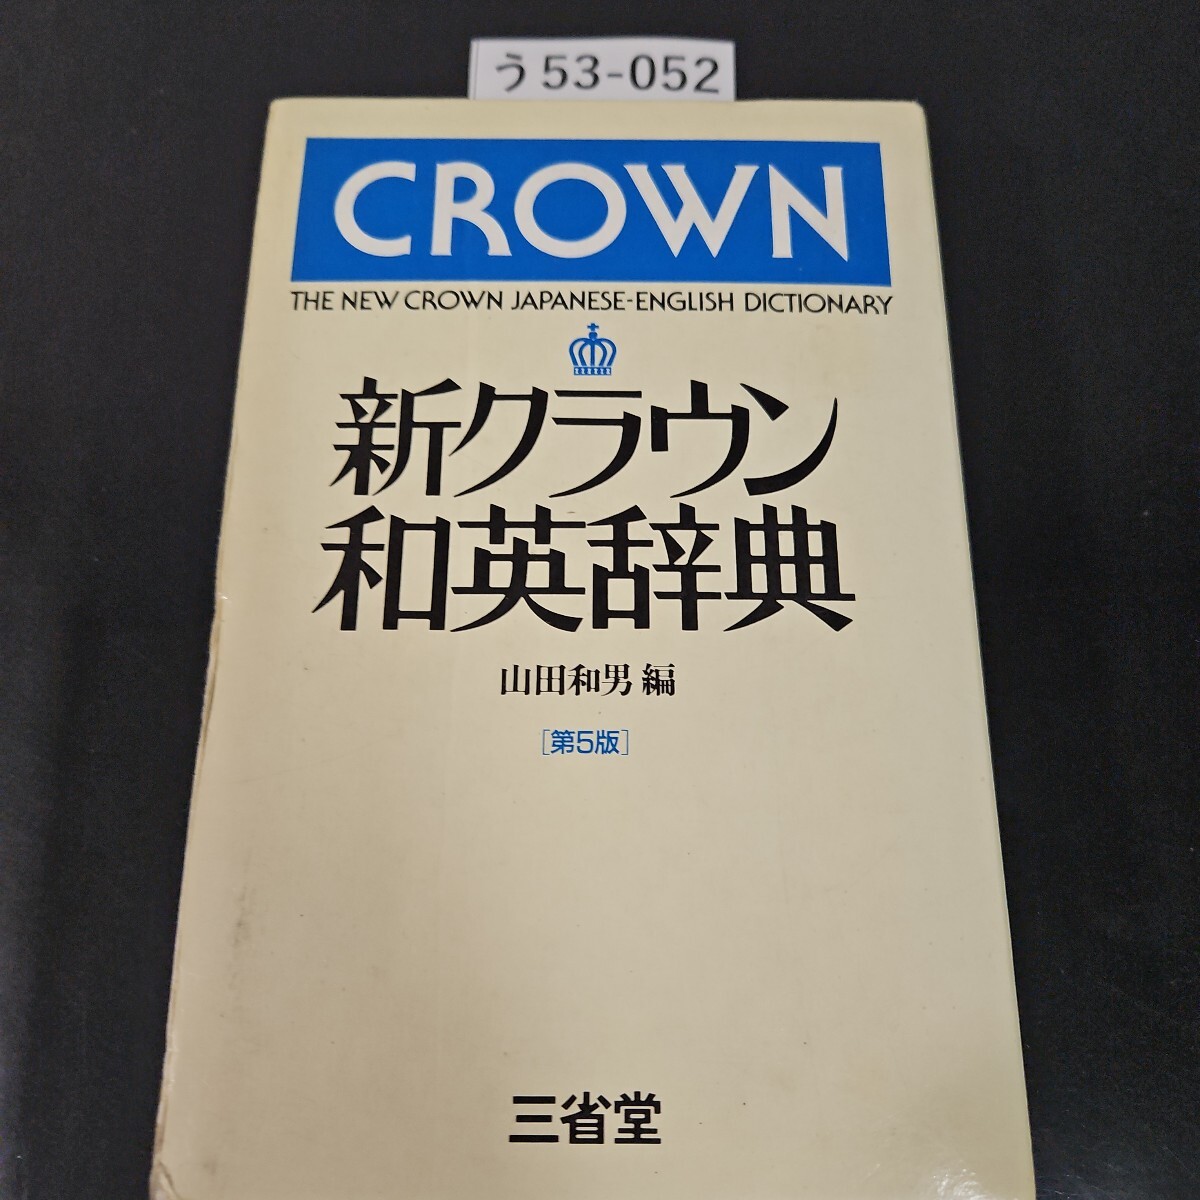 う53-052
CROWN
THE NEW CROWN JAPANESE-ENGLISH DICTIONARY
新クラウン
和英辞典
山田和男 編
[第5版]
三省堂